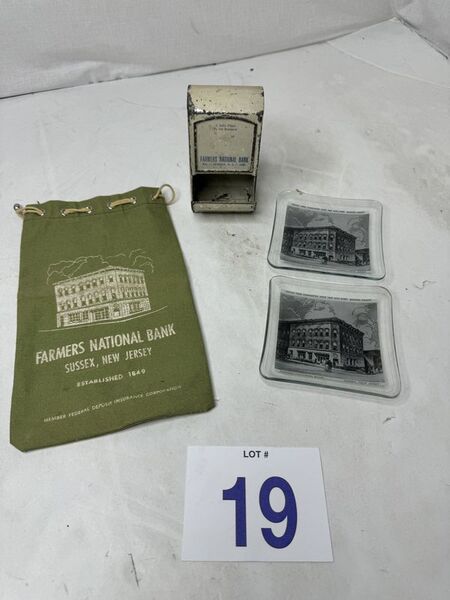 FARMERS NATIONAL BANK
FARMERS NATIONAL BANK
SUSSEX, NEW JERSEY
ESTABLISHED 1849
MEMBER FEDERAL DEPOSIT INSURANCE CORPORATION
LOT #
19